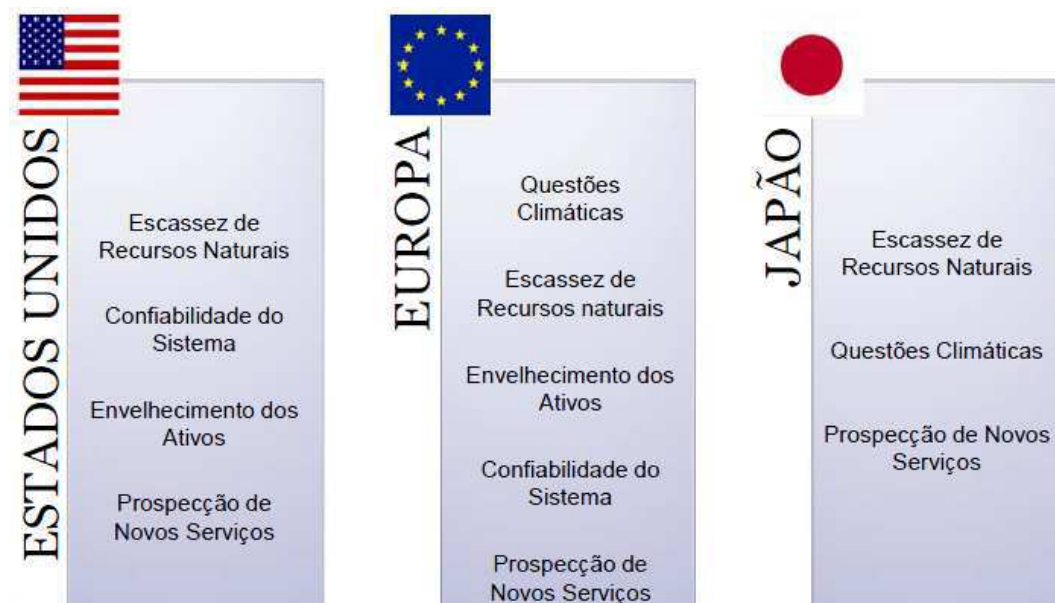 ESTADOS UNIDOS
Escassez de
Recursos Naturais
Confiabilidade do
Sistema
Envelhecimento dos
Ativos
Prospecção de
Novos Serviços
EUROPA
Questões
Climáticas
Escassez de
Recursos naturais
Envelhecimento dos
Ativos
Confiabilidade do
Sistema
Prospecção de
Novos Serviços
JAPÃO
Escassez de
Recursos Naturais
Questões Climáticas
Prospecção de Novos
Serviços